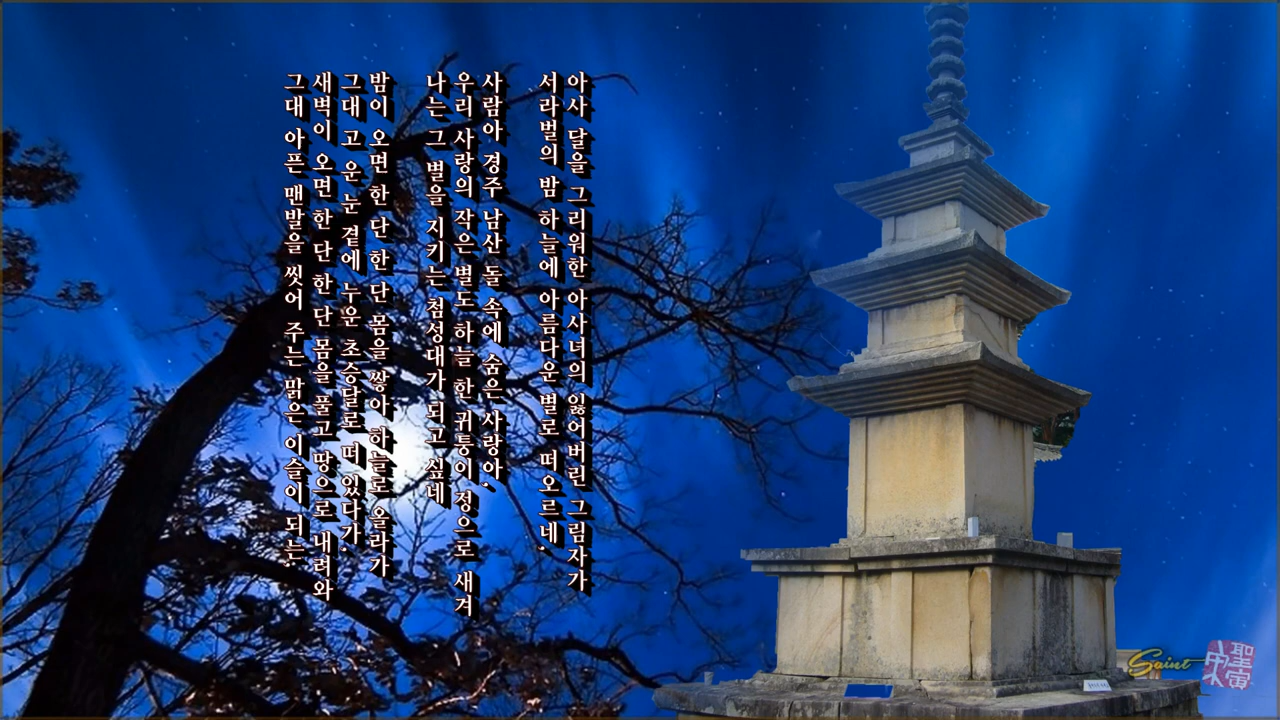 아사 달을 그리워한 아사녀의 잃어버린 그림자가
서라벌의 밤 하늘에 아름다운 별로 떠오르네,
사람아 경주 남산 돌 속에 숨은 사랑아,
우리 사랑의 작은 별도 하늘 한 귀퉁이 정으로 새겨
나는 그 별을 지키는 첨성대가 되고 싶네
밤이 오면 한 단 한 단 몸을 쌓아 하늘로 올라가
그대 고 운 눈 곁에 누운 초승달로 떠 있다가,
새벽이 오면 한 단 한 단 몸을 풀고 땅으로 내려와
그대 아픈 맨발을 씻어 주는 맑은 이슬이 되는.
Saint